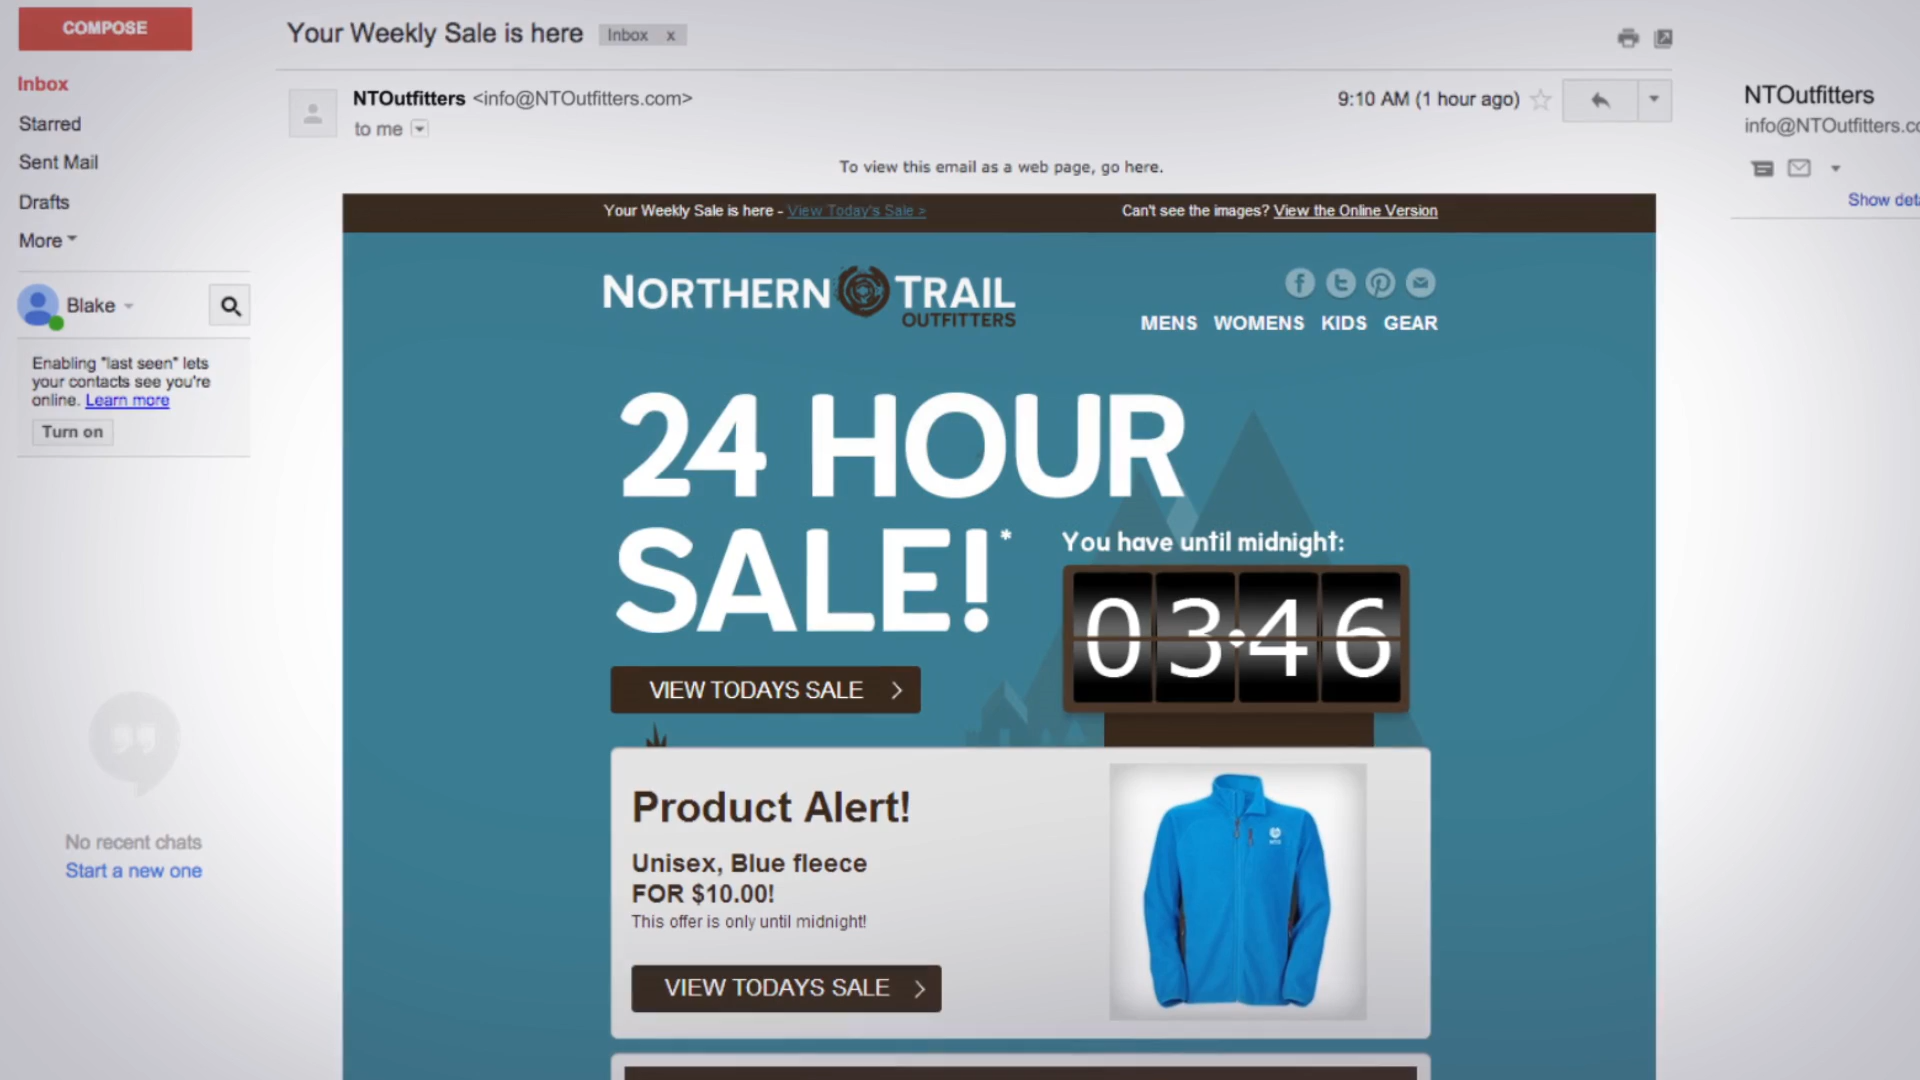 COMPOSE
Your Weekly Sale is here
Inbox x
Inbox
Starred
Sent Mail
Drafts
More
NTOutfitters <info@NTOutfitters.com>
to me
9:10 AM (1 hour ago)
NTOutfitters
info@NTOutfitters.co
Show deta
Blake
Enabling "last seen" lets
your contacts see you're
online. Learn more
Turn on
No recent chats
Start a new one
To view this email as a web page, go here.
Your Weekly Sale is here - View Today's Sale >
Can't see the images? View the Online Version
NORTHERN TRAIL
OUTFITTERS
MENS WOMENS KIDS GEAR
24 HOUR
SALE!*
You have until midnight:
03:46
VIEW TODAYS SALE >
Product Alert!
Unisex, Blue fleece
FOR $10.00!
This offer is only until midnight!
VIEW TODAYS SALE >